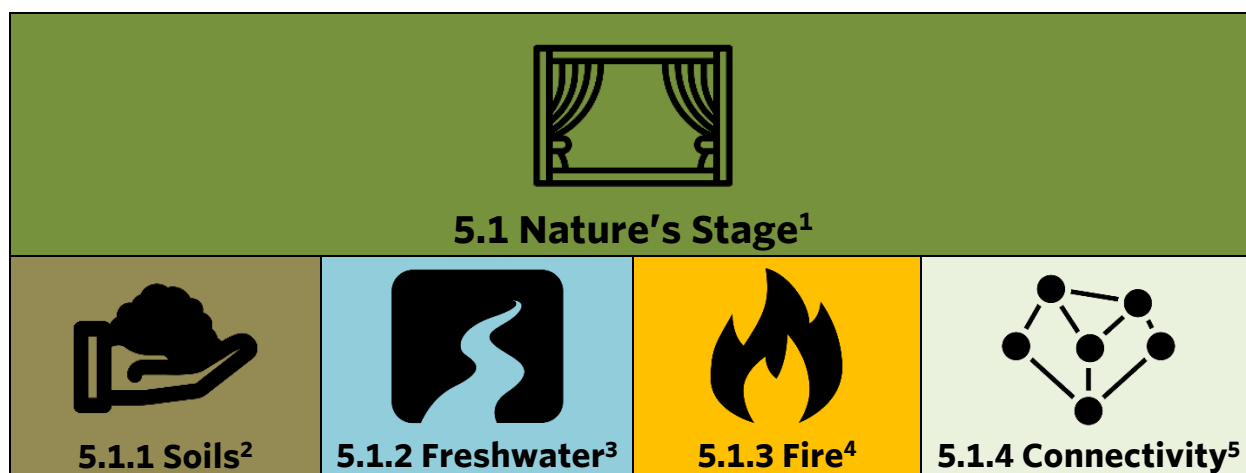 5.1 Nature’s Stage¹
5.1.1 Soils²
5.1.2 Freshwater³
5.1.3 Fire⁴
5.1.4 Connectivity⁵